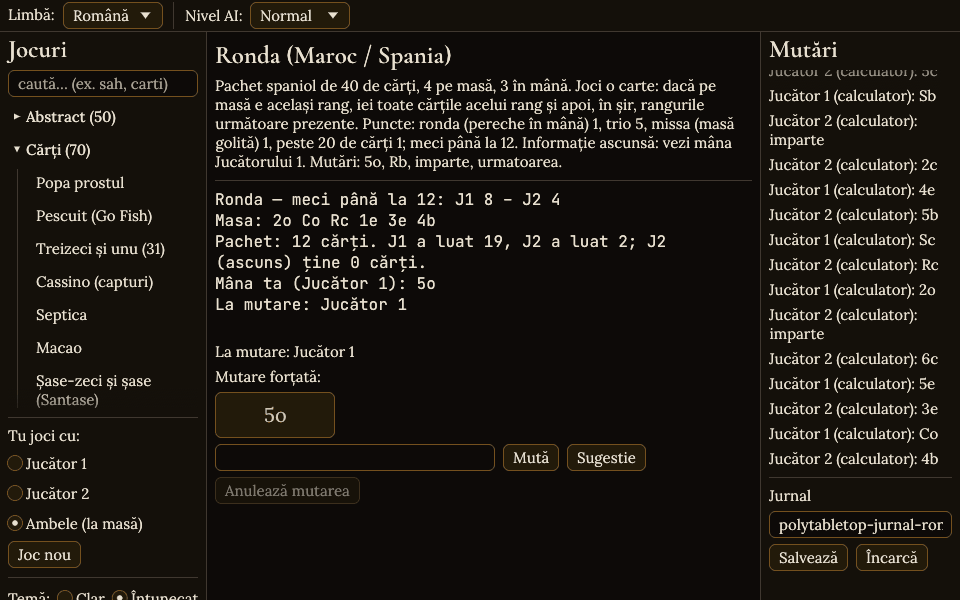 Limbă: Română ▼ Nivel AI: Normal ▼
Jocuri
caută... (ex. sah, carti)
▸ Abstract (50)
▾ Cărți (70)
Popa prostul
Pescuit (Go Fish)
Treizeci și unu (31)
Cassino (capturi)
Septica
Macao
Șase-zeci și șase
(Santase)
Tu joci cu:
Jucător 1
Jucător 2
Ambele (la masă)
Joc nou
Temă: Clar Întunecat
Ronda (Maroc / Spania)
Pachet spaniol de 40 de cărți, 4 pe masă, 3 în mână. Joci o carte: dacă pe
masă e același rang, iei toate cărțile acelui rang și apoi, în șir, rangurile
următoare prezente. Puncte: ronda (pereche în mână) 1, trio 5, missa (masă
golită) 1, peste 20 de cărți 1; meci până la 12. Informație ascunsă: vezi mâna
Jucătorului 1. Mutări: 5o, Rb, imparte, urmatoarea.
Ronda — meci până la 12: J1 8 – J2 4
Masa: 2o Co Rc 1e 3e 4b
Pachet: 12 cărți. J1 a luat 19, J2 a luat 2; J2
(ascuns) ține 0 cărți.
Mâna ta (Jucător 1): 5o
La mutare: Jucător 1
La mutare: Jucător 1
Mutare forțată:
5o
Mută Sugestie
Anulează mutarea
Mutări
Jucător 2 (calculator): 5c
Jucător 1 (calculator): Sb
Jucător 2 (calculator):
imparte
Jucător 2 (calculator): 2c
Jucător 1 (calculator): 4e
Jucător 2 (calculator): 5b
Jucător 1 (calculator): Sc
Jucător 2 (calculator): Rc
Jucător 1 (calculator): 2o
Jucător 2 (calculator):
imparte
Jucător 2 (calculator): 6c
Jucător 1 (calculator): 5e
Jucător 2 (calculator): 3e
Jucător 1 (calculator): Co
Jucător 2 (calculator): 4b
Jurnal
polytabletop-jurnal-ror
Salvează Încarcă